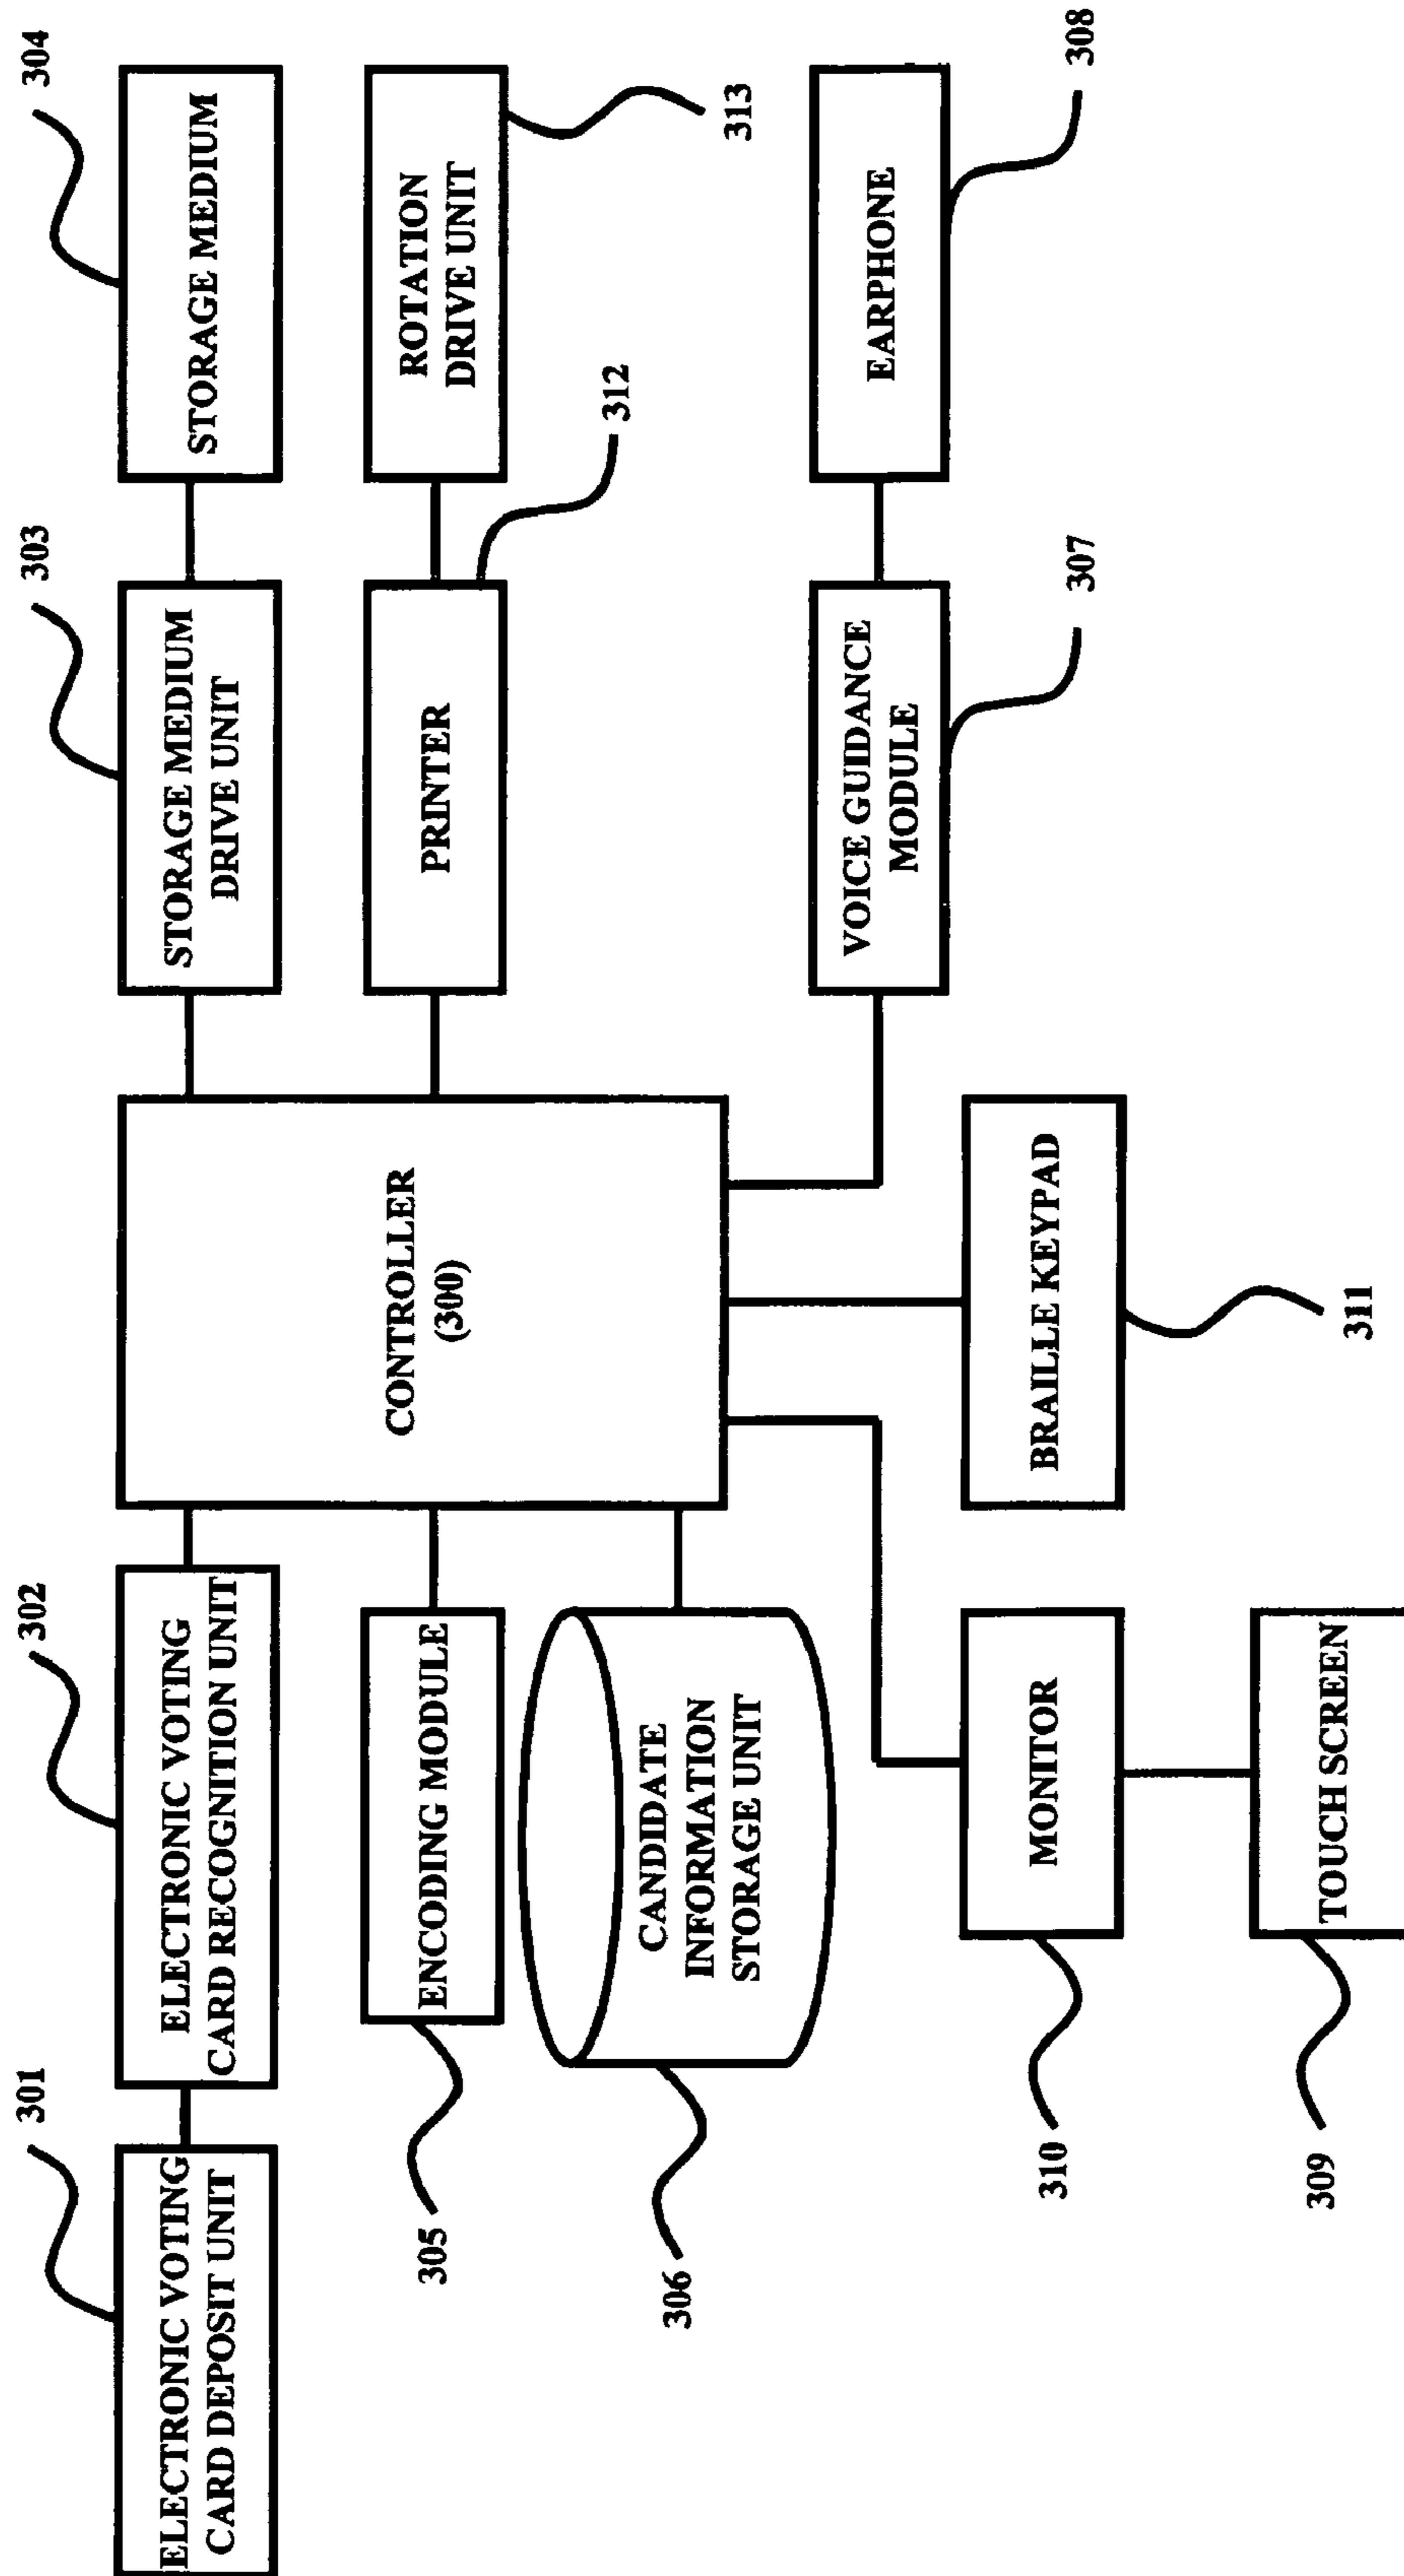 301
ELECTRONIC VOTING
CARD DEPOSIT UNIT
302
ELECTRONIC VOTING
CARD RECOGNITION UNIT
CONTROLLER
(300)
303
STORAGE MEDIUM
DRIVE UNIT
304
STORAGE MEDIUM
305
ENCODING MODULE
PRINTER
312
ROTATION
DRIVE UNIT
313
306
CANDIDATE
INFORMATION
STORAGE UNIT
VOICE GUIDANCE
MODULE
307
EARPHONE
308
310
MONITOR
BRAILLE KEYPAD
311
309
TOUCH SCREEN